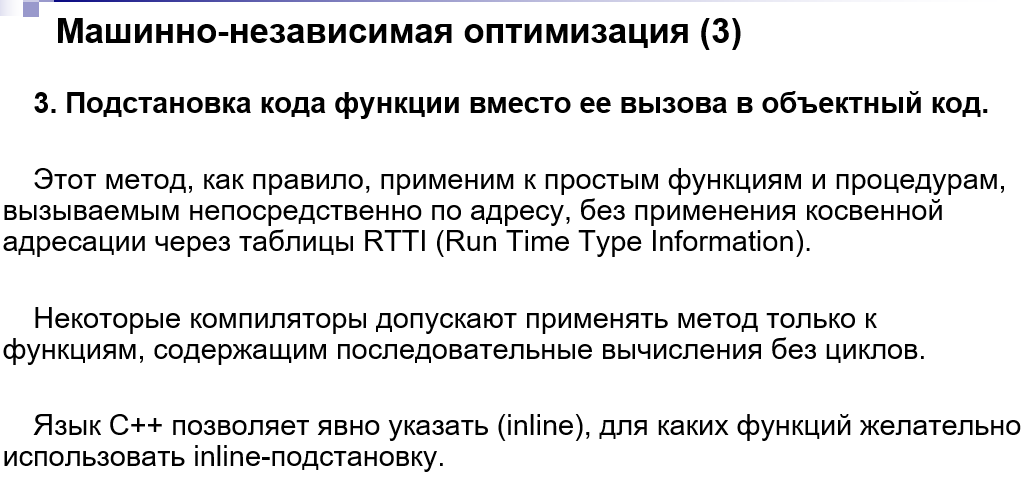 Машинно-независимая оптимизация (3)
3. Подстановка кода функции вместо ее вызова в объектный код.
Этот метод, как правило, применим к простым функциям и процедурам,
вызываемым непосредственно по адресу, без применения косвенной
адресации через таблицы RTTI (Run Time Type Information).
Некоторые компиляторы допускают применять метод только к
функциям, содержащим последовательные вычисления без циклов.
Язык C++ позволяет явно указать (inline), для каких функций желательно
использовать inline-подстановку.